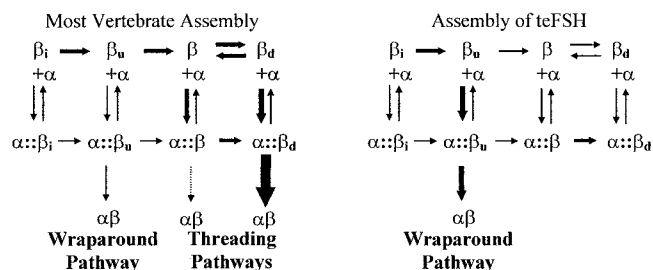 Most Vertebrate Assembly
βi βu β βd
+α +α +α +α
α::βi α::βu α::β α::βd
αβ αβ αβ
Wraparound Pathway
Threading Pathways
Assembly of teFSH
βi βu β βd
+α +α +α +α
α::βi α::βu α::β α::βd
αβ
Wraparound
Pathway